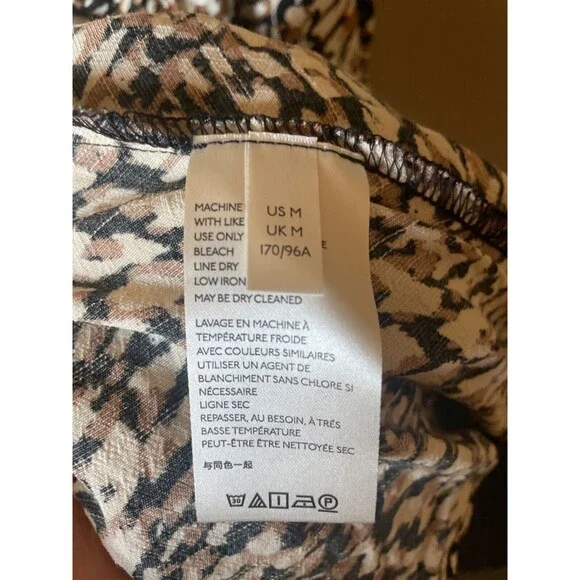 US M
UK M
170/96A
MACHINE
WITH LIKE
USE ONLY
BLEACH
LINE DRY
LOW IRON
MAY BE DRY CLEANED
LAVAGE EN MACHINE À
TEMPÉRATURE FROIDE
AVEC COULEURS SIMILAIRES
UTILISER UN AGENT DE
BLANCHIMENT SANS CHLORE SI
NÉCESSAIRE
LIGNE SEC
REPASSER, AU BESOIN, À TRÉS
BASSE TEMPÉRATURE
PEUT-ÊTRE ÊTRE NETTOYÉE SEC
与同色一起
30
P